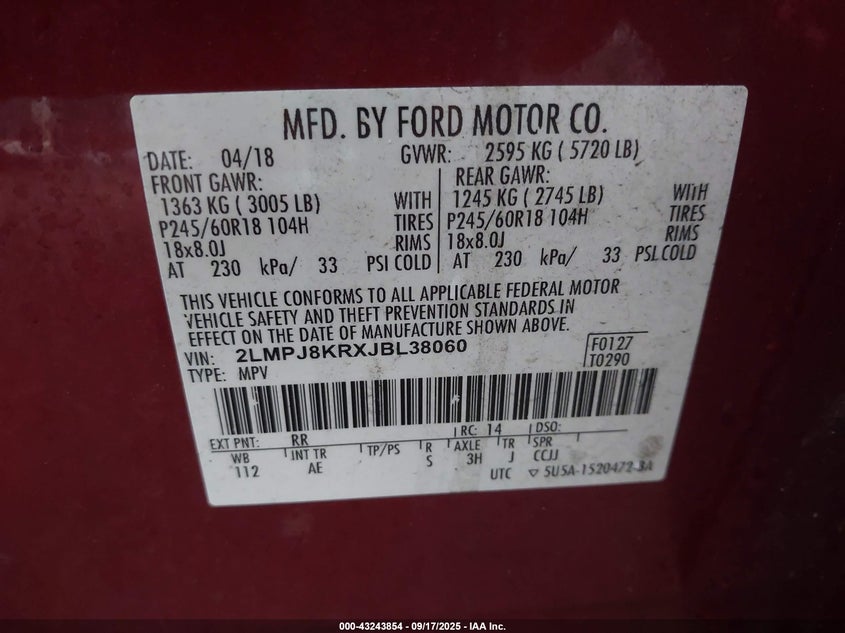 MFD. BY FORD MOTOR CO.
DATE: 04/18 GVWR: 2595 KG ( 5720 LB)
FRONT GAWR: REAR GAWR:
1363 KG ( 3005 LB) WITH 1245 KG ( 2745 LB) WITH
P245/60R18 104H TIRES P245/60R18 104H TIRES
18x8.0J RIMS 18x8.0J RIMS
AT 230 kPa/ 33 PSI COLD AT 230 kPa/ 33 PSI COLD
THIS VEHICLE CONFORMS TO ALL APPLICABLE FEDERAL MOTOR
VEHICLE SAFETY AND THEFT PREVENTION STANDARDS IN
EFFECT ON THE DATE OF MANUFACTURE SHOWN ABOVE.
VIN: 2LMPJ8KRXJBL38060 F0127
TYPE: MPV T0290
EXT PNT: RR RC: 14 DSO:
WB INT TR TP/PS R AXLE TR SPR
112 AE S 3H J CCJJ
UTC ▽ 5U5A-1520472-BA
000-43243854 - 09/17/2025 - IAA Inc.